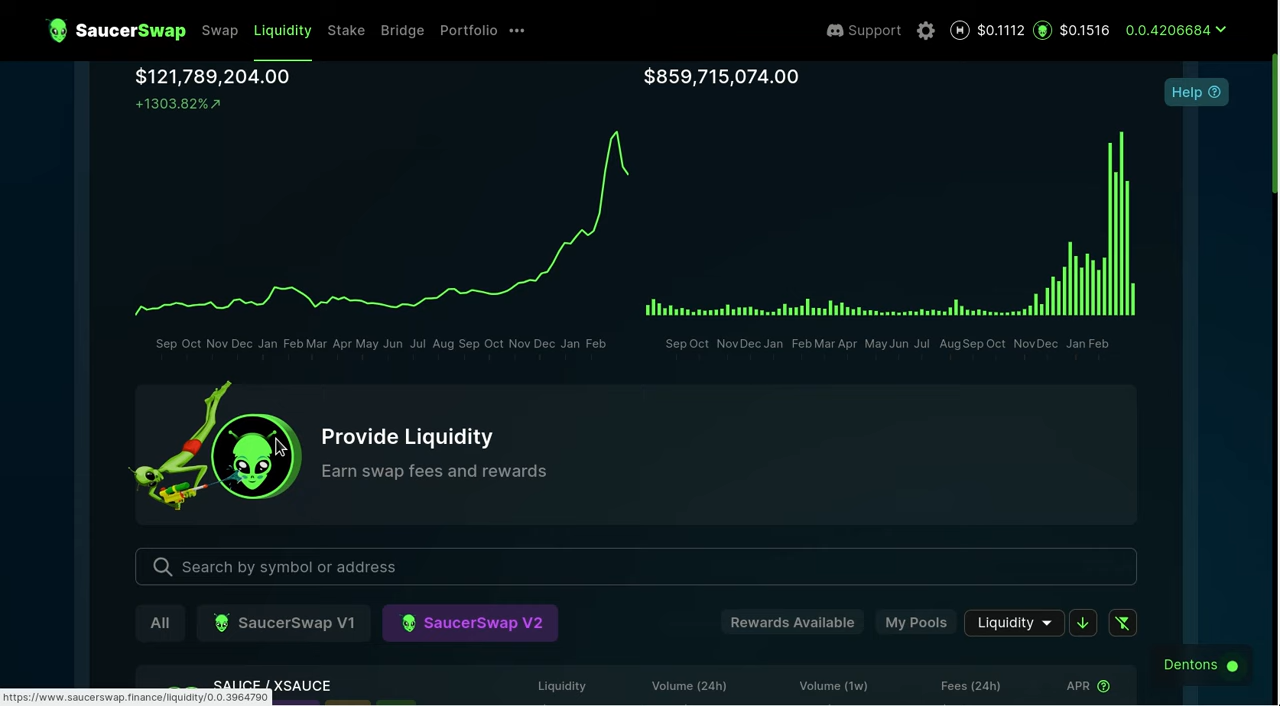 SaucerSwap Swap Liquidity Stake Bridge Portfolio ••• Support $0.1112 $0.1516 0.0.4206684
$121,789,204.00 $859,715,074.00
+1303.82%↗
Help
Sep Oct Nov Dec Jan Feb Mar Apr May Jun Jul Aug Sep Oct Nov Dec Jan Feb
Sep Oct Nov Dec Jan Feb Mar Apr May Jun Jul Aug Sep Oct Nov Dec Jan Feb
Provide Liquidity
Earn swap fees and rewards
Search by symbol or address
All SaucerSwap V1 SaucerSwap V2 Rewards Available My Pools Liquidity
Dentons
SAUCE / XSAUCE Liquidity Volume (24h) Volume (1w) Fees (24h) APR
https://www.saucerswap.finance/liquidity/0.0.3964790